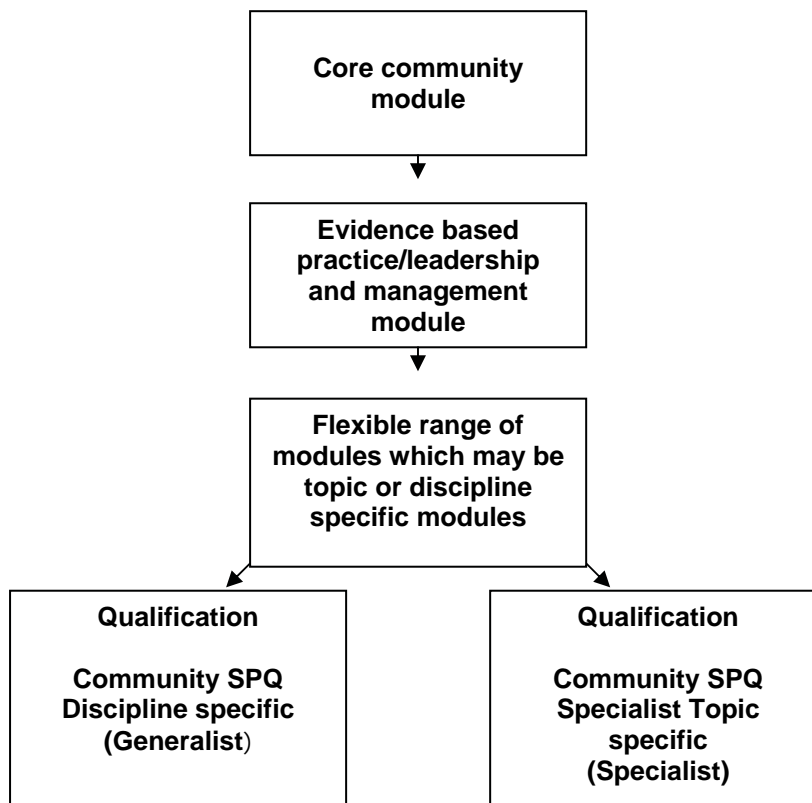 Core community
module
Evidence based
practice/leadership
and management
module
Flexible range of
modules which may be
topic or discipline
specific modules
Qualification
Community SPQ
Discipline specific
(Generalist)
Qualification
Community SPQ
Specialist Topic
specific
(Specialist)